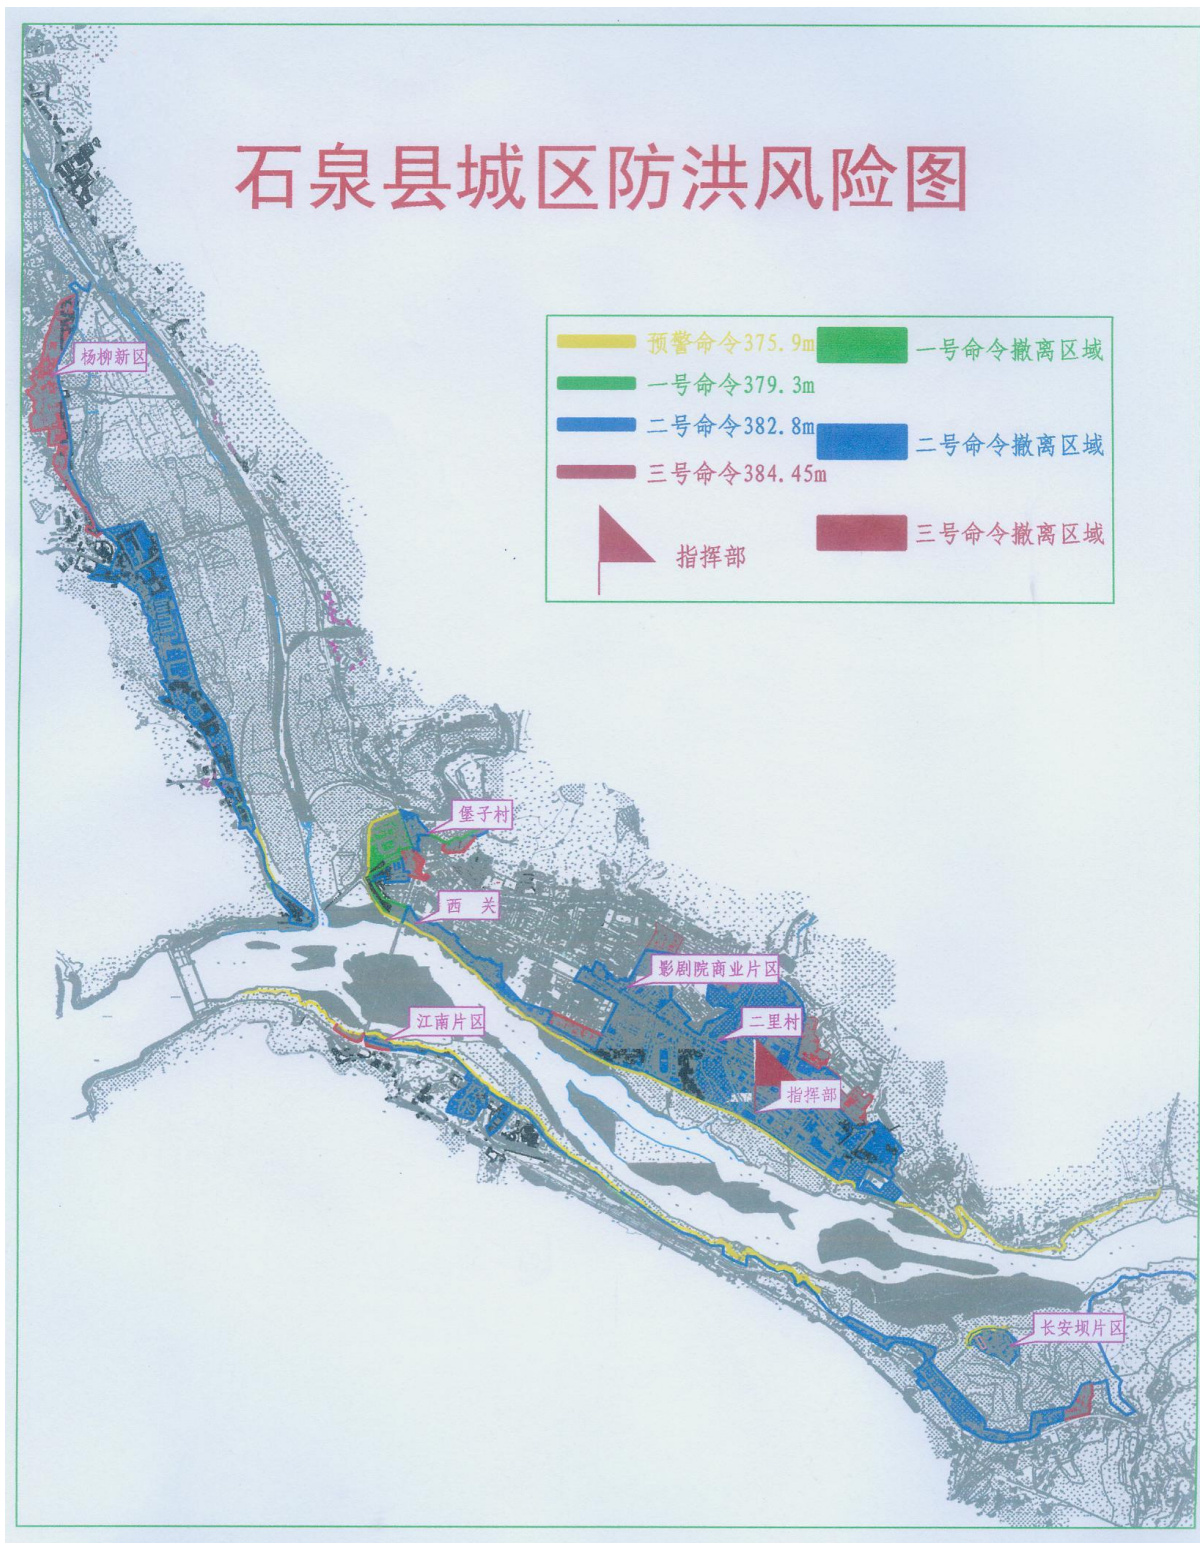 石泉县城区防洪风险图
预警命令375.9m
一号命令撤离区域
一号命令379.3m
二号命令382.8m
二号命令撤离区域
三号命令384.45m
三号命令撤离区域
指挥部
杨柳新区
堡子村
西 关
影剧院商业片区
江南片区
二里村
指挥部
长安坝片区